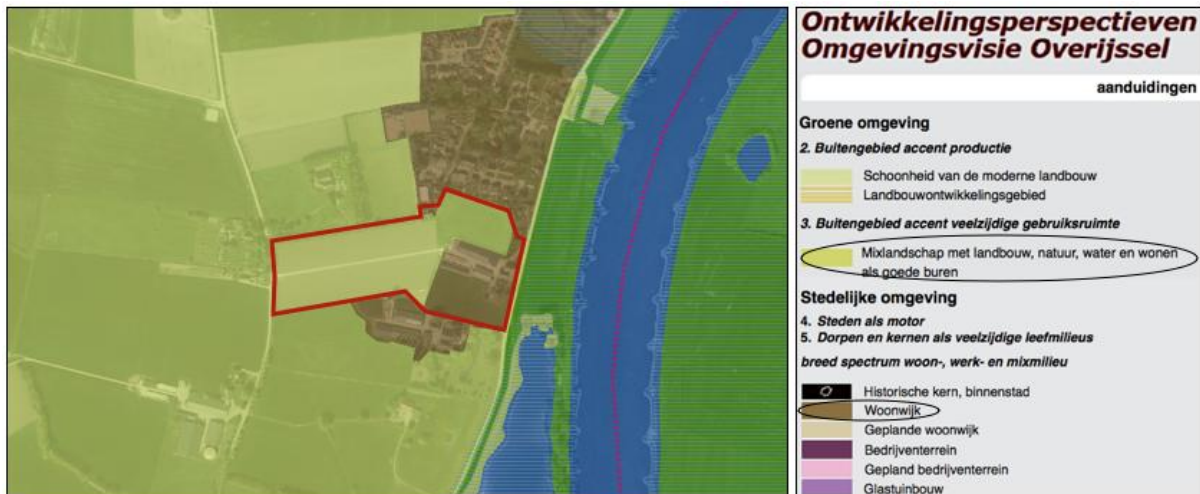 Ontwikkelingsperspectieven
Omgevingsvisie Overijssel
aanduidingen
Groene omgeving
2. Buitengebied accent productie
Schoonheid van de moderne landbouw
Landbouwontwikkelingsgebied
3. Buitengebied accent veelzijdige gebruiksruimte
Mixlandschap met landbouw, natuur, water en wonen
als goede buren
Stedelijke omgeving
4. Steden als motor
5. Dorpen en kernen als veelzijdige leefmilieus
breed spectrum woon-, werk- en mixmilieu
Historische kern, binnenstad
Woonwijk
Geplande woonwijk
Bedrijventerrein
Gepland bedrijventerrein
Glastuinbouw